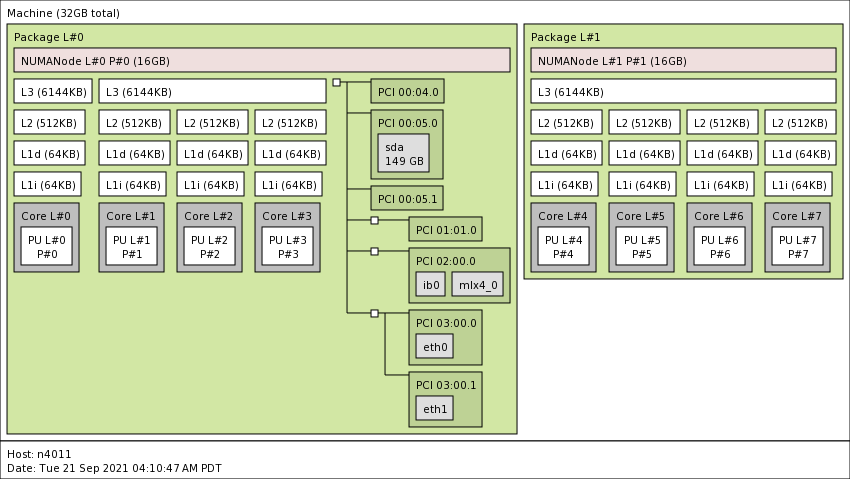 Machine (32GB total)
Package L#0
NUMANode L#0 P#0 (16GB)
L3 (6144KB)
L3 (6144KB)
L2 (512KB)
L2 (512KB)
L2 (512KB)
L2 (512KB)
L1d (64KB)
L1d (64KB)
L1d (64KB)
L1d (64KB)
L1i (64KB)
L1i (64KB)
L1i (64KB)
L1i (64KB)
Core L#0
PU L#0
P#0
Core L#1
PU L#1
P#1
Core L#2
PU L#2
P#2
Core L#3
PU L#3
P#3
PCI 00:04.0
PCI 00:05.0
sda
149 GB
PCI 00:05.1
PCI 01:01.0
PCI 02:00.0
ib0
mlx4_0
PCI 03:00.0
eth0
PCI 03:00.1
eth1
Package L#1
NUMANode L#1 P#1 (16GB)
L3 (6144KB)
L2 (512KB)
L2 (512KB)
L2 (512KB)
L2 (512KB)
L1d (64KB)
L1d (64KB)
L1d (64KB)
L1d (64KB)
L1i (64KB)
L1i (64KB)
L1i (64KB)
L1i (64KB)
Core L#4
PU L#4
P#4
Core L#5
PU L#5
P#5
Core L#6
PU L#6
P#6
Core L#7
PU L#7
P#7
Host: n4011
Date: Tue 21 Sep 2021 04:10:47 AM PDT